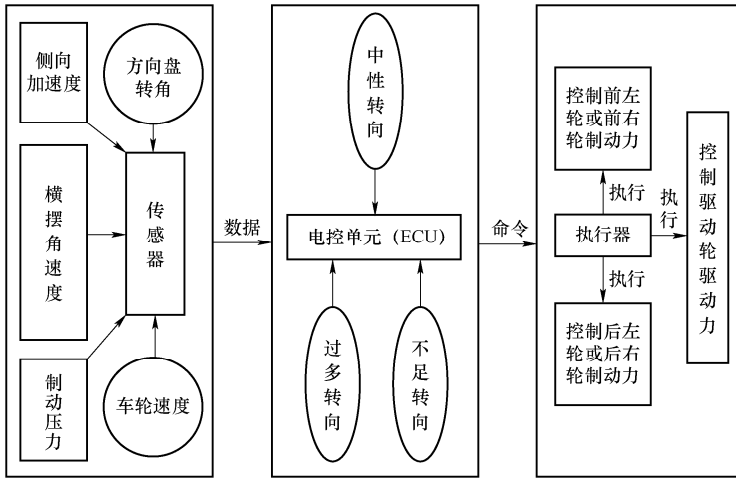 侧向
加速度
方向盘
转角
横摆角速度
传感器
制动压力
车轮速度
数据
中性转向
电控单元(ECU)
过多转向
不足转向
命令
控制前左
轮或前右
轮制动力
执行
执行器
执行
执行
控制后左
轮或后右
轮制动力
控制驱动轮驱动力